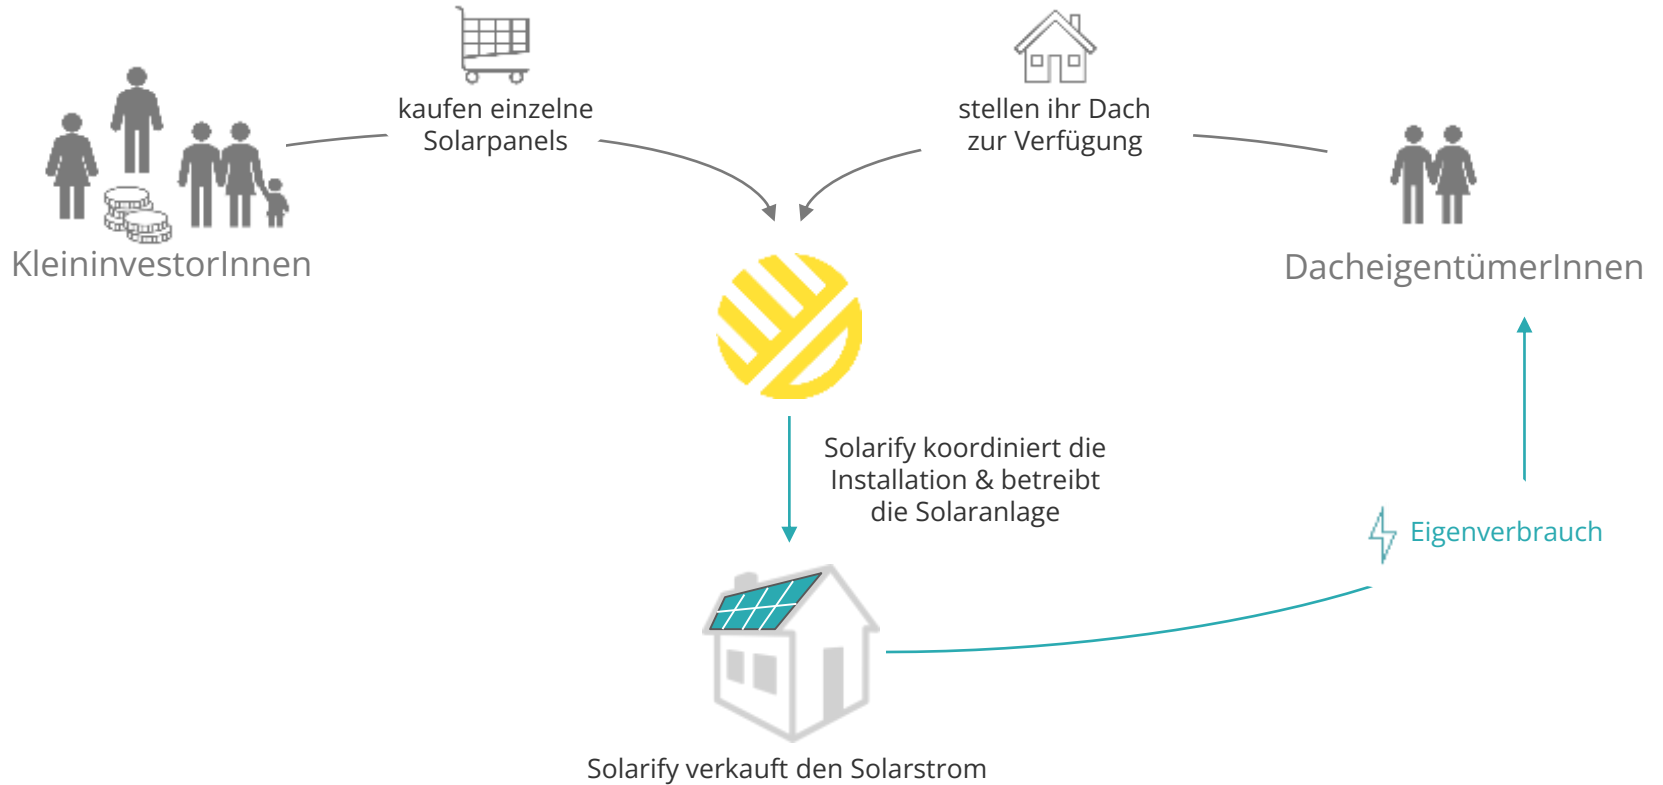 kaufen einzelne
Solarpanels
stellen ihr Dach
zur Verfügung
KleininvestorInnen
DacheigentümerInnen
Solarify koordiniert die
Installation & betreibt
die Solaranlage
Eigenverbrauch
Solarify verkauft den Solarstrom